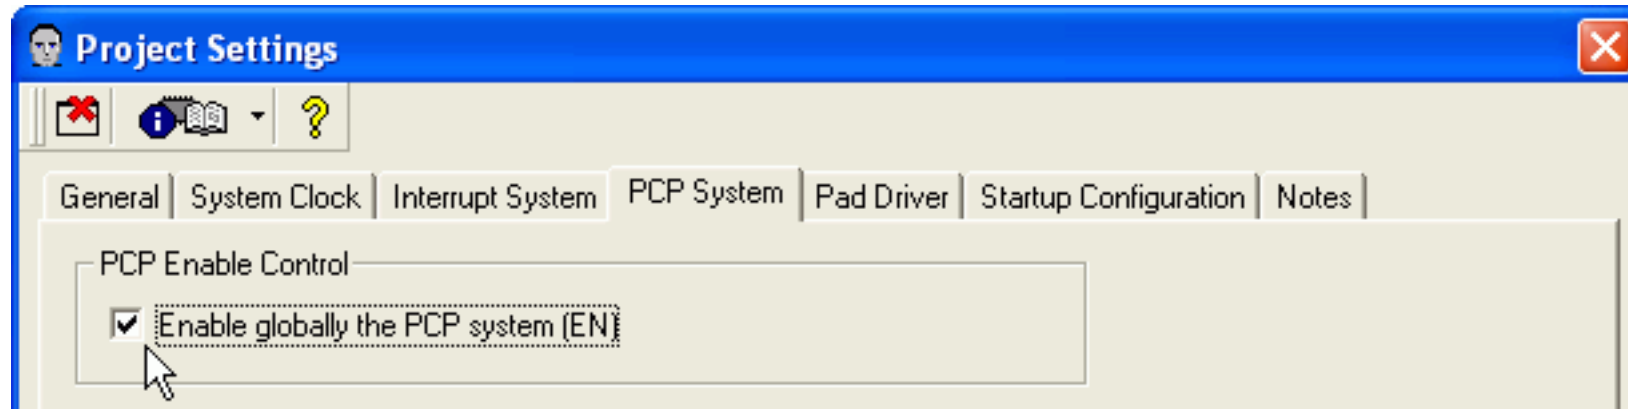 Project Settings
General System Clock Interrupt System PCP System Pad Driver Startup Configuration Notes
PCP Enable Control
Enable globally the PCP system (EN)